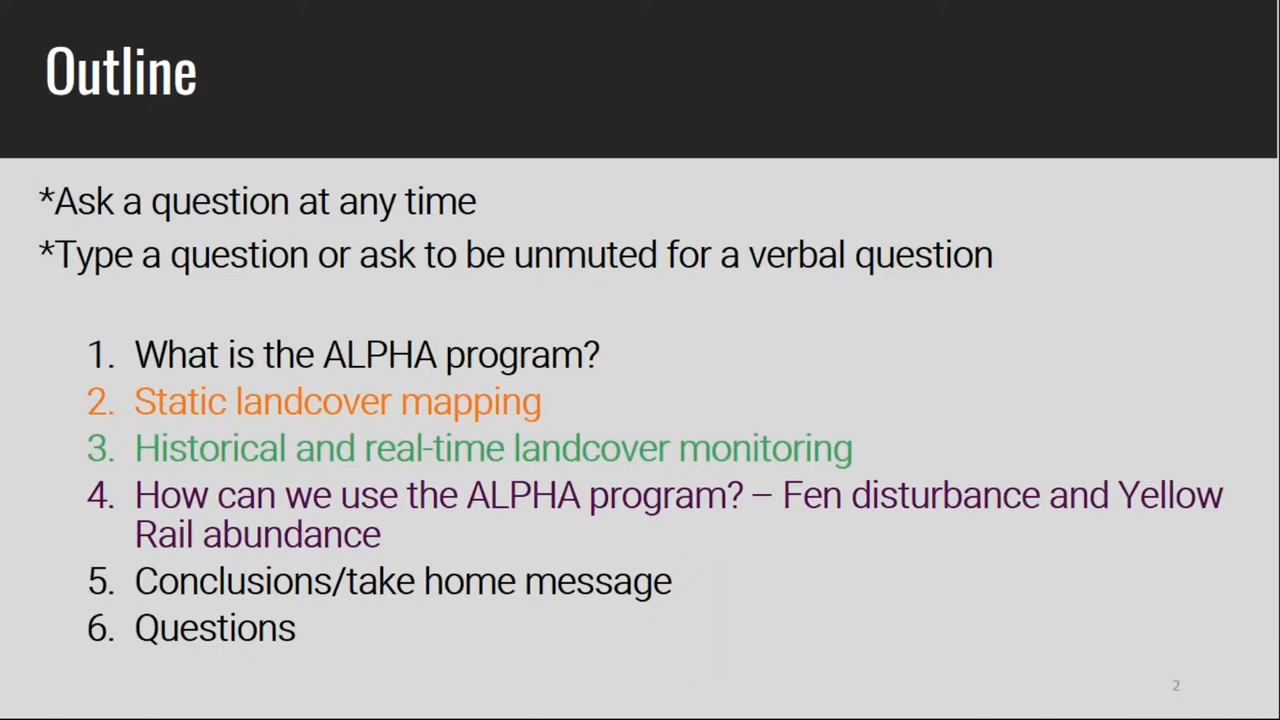 Outline
*Ask a question at any time
*Type a question or ask to be unmuted for a verbal question
1. What is the ALPHA program?
2. Static landcover mapping
3. Historical and real-time landcover monitoring
4. How can we use the ALPHA program? – Fen disturbance and Yellow
Rail abundance
5. Conclusions/take home message
6. Questions
2